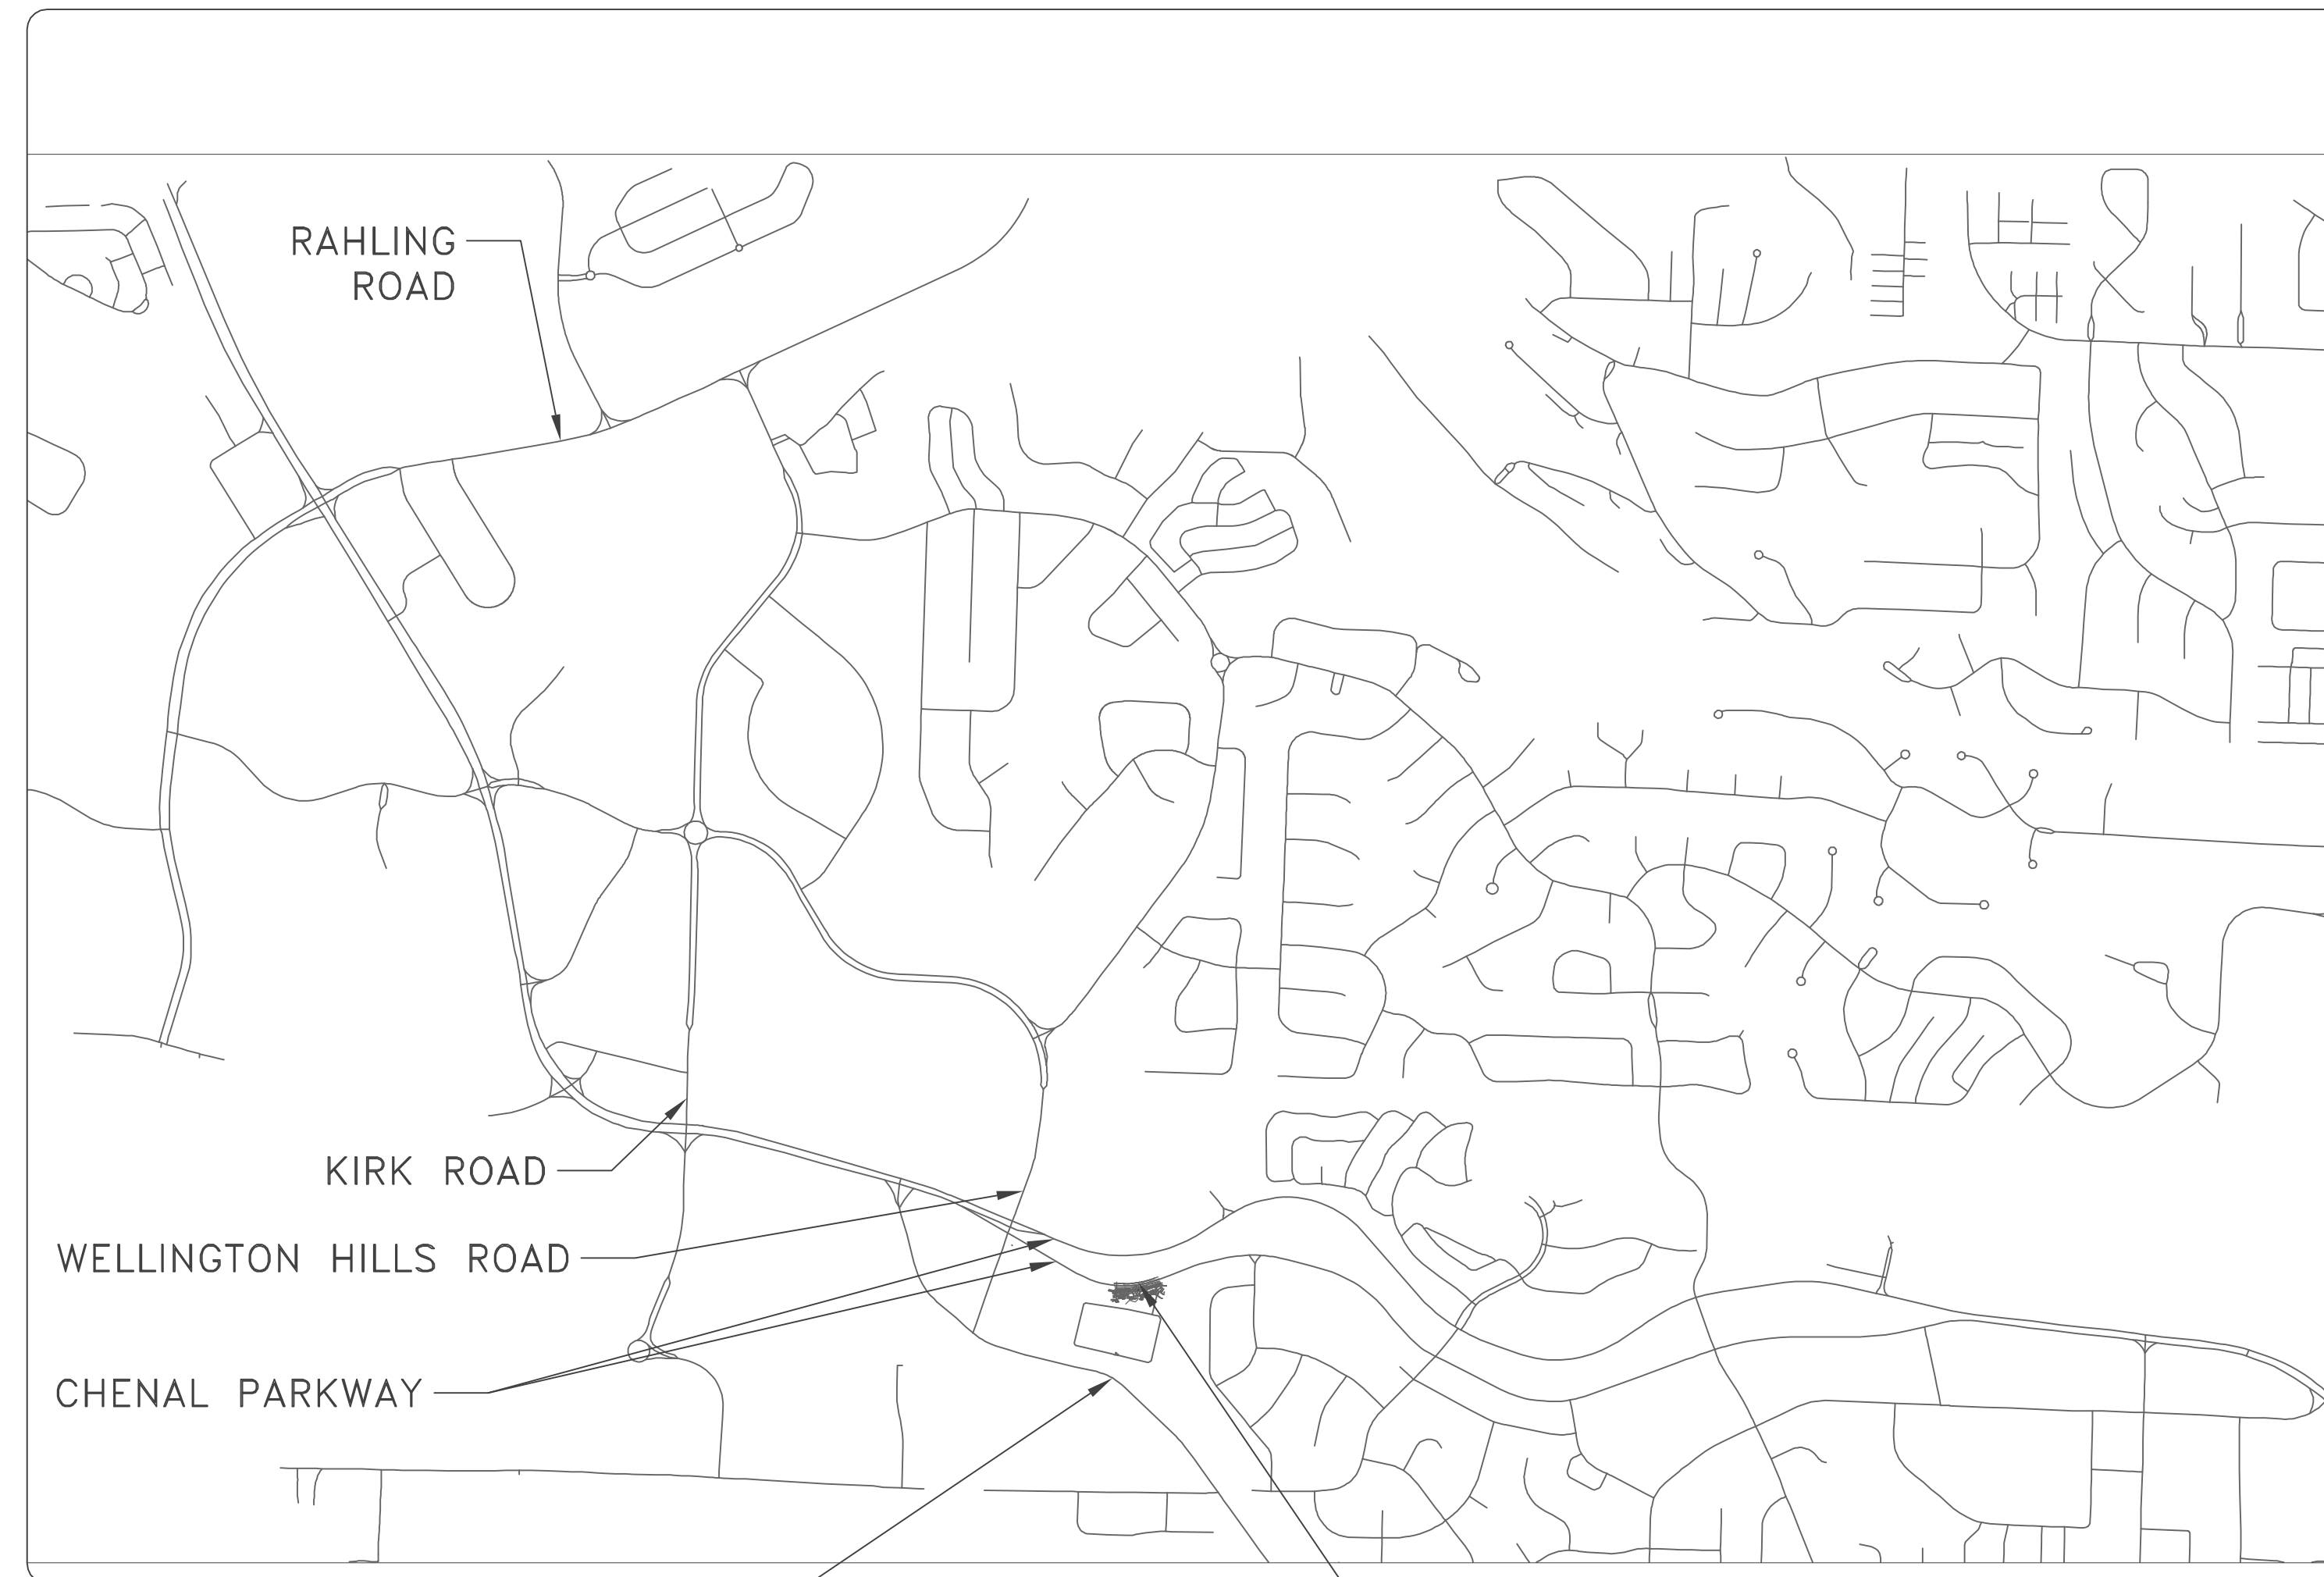 RAHLING
ROAD
KIRK ROAD
WELLINGTON HILLS ROAD
CHENAL PARKWAY